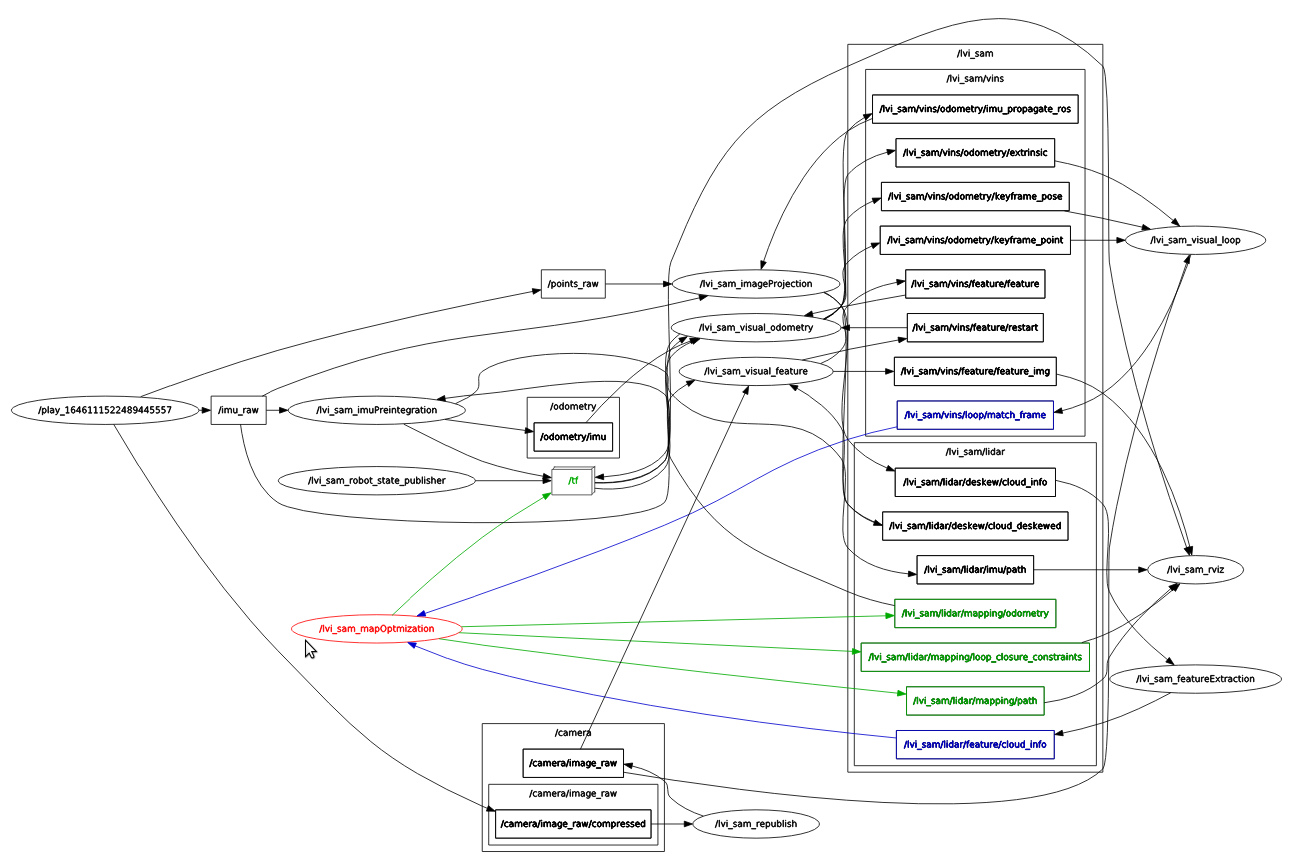 /lvi_sam
/lvi_sam/vins
/lvi_sam/vins/odometry/imu_propagate_ros
/lvi_sam/vins/odometry/extrinsic
/lvi_sam/vins/odometry/keyframe_pose
/lvi_sam/vins/odometry/keyframe_point
/lvi_sam_visual_loop
/points_raw
/lvi_sam_imageProjection
/lvi_sam/vins/feature/feature
/lvi_sam_visual_odometry
/lvi_sam/vins/feature/restart
/lvi_sam_visual_feature
/lvi_sam/vins/feature/feature_img
/play_1646111522489445557
/imu_raw
/lvi_sam_imuPreintegration
/odometry
/odometry/imu
/lvi_sam/vins/loop/match_frame
/lvi_sam/lidar
/lvi_sam_robot_state_publisher
/tf
/lvi_sam/lidar/deskew/cloud_info
/lvi_sam/lidar/deskew/cloud_deskewed
/lvi_sam/lidar/imu/path
/lvi_sam_rviz
/lvi_sam/lidar/mapping/odometry
/lvi_sam_mapOptmization
/lvi_sam/lidar/mapping/loop_closure_constraints
/lvi_sam_featureExtraction
/lvi_sam/lidar/mapping/path
/lvi_sam/lidar/feature/cloud_info
/camera
/camera/image_raw
/camera/image_raw
/camera/image_raw/compressed
/lvi_sam_republish